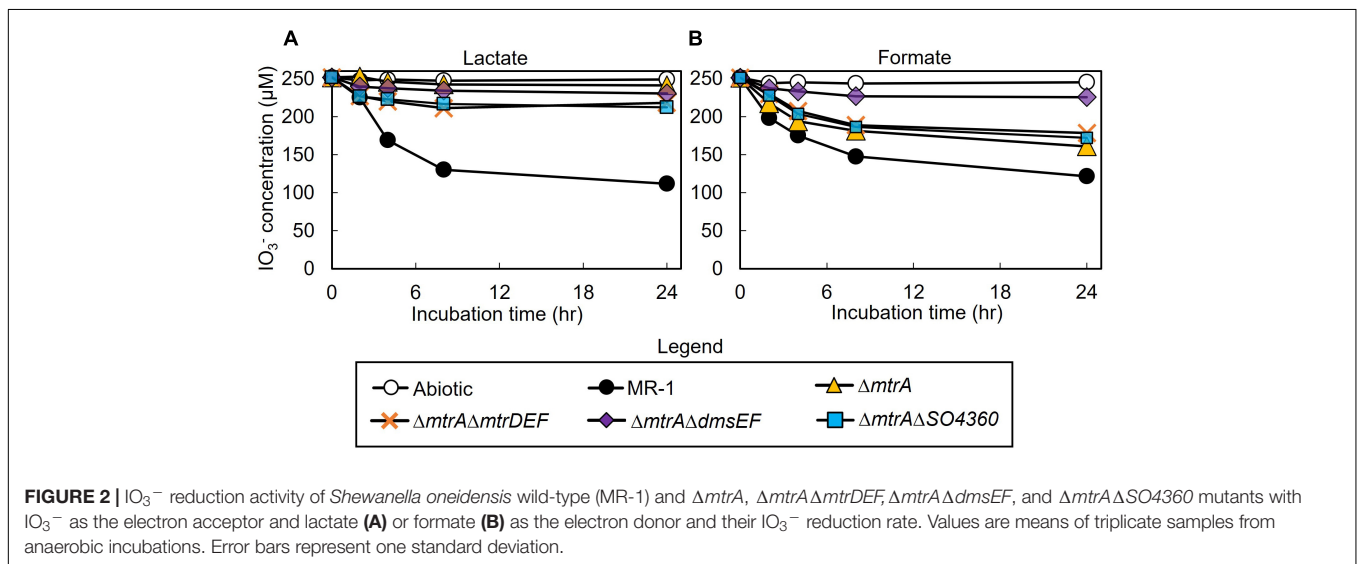 A
Lactate
B
Formate
IO₃⁻ concentration (µM)
250
200
150
100
50
0
0 6 12 18 24
Incubation time (hr)
250
200
150
100
50
0
0 6 12 18 24
Incubation time (hr)
Legend
Abiotic MR-1 ΔmtrA
ΔmtrAΔmtrDEF ΔmtrAΔdmsEF ΔmtrAΔSO4360
FIGURE 2 | IO₃⁻ reduction activity of Shewanella oneidensis wild-type (MR-1) and ΔmtrA, ΔmtrAΔmtrDEF, ΔmtrAΔdmsEF, and ΔmtrAΔSO4360 mutants with
IO₃⁻ as the electron acceptor and lactate (A) or formate (B) as the electron donor and their IO₃⁻ reduction rate. Values are means of triplicate samples from
anaerobic incubations. Error bars represent one standard deviation.